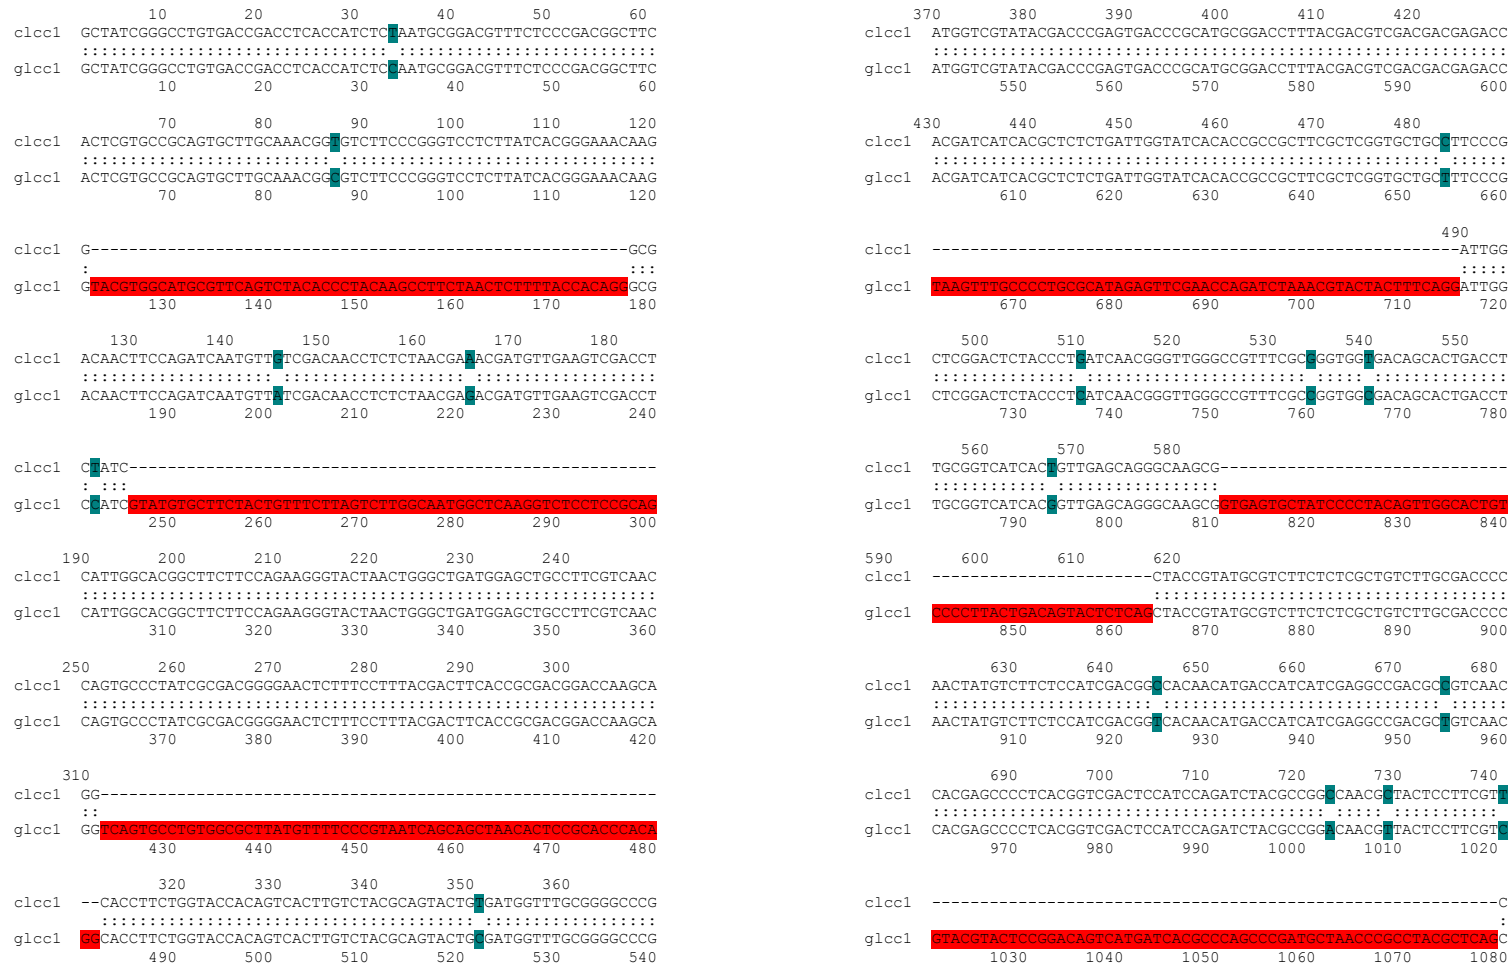 10 20 30 40 50 60
clcc1 GCTATCGGGCCTGTGACCGACCTCACCATCTCTAATGCGGACGTTTCTCCCGACGGCTTC
:::::::::::::::::::::::::::::::: :::::::::::::::::::::::::::
glcc1 GCTATCGGGCCTGTGACCGACCTCACCATCTCCAATGCGGACGTTTCTCCCGACGGCTTC
10 20 30 40 50 60
70 80 90 100 110 120
clcc1 ACTCGTGCCGCAGTGCTTGCAAACGGTGTCTTCCCGGGTCCTCTTATCACGGGAAACAAG
:::::::::::::::::::::::::: :::::::::::::::::::::::::::::::::
glcc1 ACTCGTGCCGCAGTGCTTGCAAACGGCGTCTTCCCGGGTCCTCTTATCACGGGAAACAAG
70 80 90 100 110 120
clcc1 G--------------------------------------------------------GCG
: :::
glcc1 GTACGTGGCATGCGTTCAGTCTACACCCTACAAGCCTTCTAACTCTTTTACCACAGGGCG
130 140 150 160 170 180
130 140 150 160 170 180
clcc1 ACAACTTCCAGATCAATGTTGTCGACAACCTCTCTAACGAAACGATGTTGAAGTCGACCT
:::::::::::::::::::: ::::::::::::::::::: :::::::::::::::::::
glcc1 ACAACTTCCAGATCAATGTTATCGACAACCTCTCTAACGAGACGATGTTGAAGTCGACCT
190 200 210 220 230 240
clcc1 CTATC-------------------------------------------------------
: :::
glcc1 CCATCGTATGTGCTTCTACTGTTTCTTAGTCTTGGCAATGGCTCAAGGTCTCCTCCGCAG
250 260 270 280 290 300
190 200 210 220 230 240
clcc1 CATTGGCACGGCTTCTTCCAGAAGGGTACTAACTGGGCTGATGGAGCTGCCTTCGTCAAC
::::::::::::::::::::::::::::::::::::::::::::::::::::::::::::
glcc1 CATTGGCACGGCTTCTTCCAGAAGGGTACTAACTGGGCTGATGGAGCTGCCTTCGTCAAC
310 320 330 340 350 360
250 260 270 280 290 300
clcc1 CAGTGCCCTATCGCGACGGGGAACTCTTTCCTTTACGACTTCACCGCGACGGACCAAGCA
::::::::::::::::::::::::::::::::::::::::::::::::::::::::::::
glcc1 CAGTGCCCTATCGCGACGGGGAACTCTTTCCTTTACGACTTCACCGCGACGGACCAAGCA
370 380 390 400 410 420
310
clcc1 GG----------------------------------------------------------
::
glcc1 GGTCAGTGCCTGTGGCGCTTATGTTTTCCCGTAATCAGCAGCTAACACTCCGCACCCACA
430 440 450 460 470 480
320 330 340 350 360
clcc1 --CACCTTCTGGTACCACAGTCACTTGTCTACGCAGTACTGTGATGGTTTGCGGGGCCCG
::::::::::::::::::::::::::::::::::::::: ::::::::::::::::::
glcc1 GGCACCTTCTGGTACCACAGTCACTTGTCTACGCAGTACTGCGATGGTTTGCGGGGCCCG
490 500 510 520 530 540
370 380 390 400 410 420
clcc1 ATGGTCGTATACGACCCGAGTGACCCGCATGCGGACCTTTACGACGTCGACGACGAGACC
::::::::::::::::::::::::::::::::::::::::::::::::::::::::::::
glcc1 ATGGTCGTATACGACCCGAGTGACCCGCATGCGGACCTTTACGACGTCGACGACGAGACC
550 560 570 580 590 600
430 440 450 460 470 480
clcc1 ACGATCATCACGCTCTCTGATTGGTATCACACCGCCGCTTCGCTCGGTGCTGCCTTCCCG
::::::::::::::::::::::::::::::::::::::::::::::::::::: ::::::
glcc1 ACGATCATCACGCTCTCTGATTGGTATCACACCGCCGCTTCGCTCGGTGCTGCTTTCCCG
610 620 630 640 650 660
490
clcc1 -------------------------------------------------------ATTGG
:::::
glcc1 TAAGTTTGCCCCTGCGCATAGAGTTCGAACCAGATCTAAACGTACTACTTTCAGGATTGG
670 680 690 700 710 720
500 510 520 530 540 550
clcc1 CTCGGACTCTACCCTGATCAACGGGTTGGGCCGTTTCGCGGGTGGTGACAGCACTGACCT
::::::::::::::: ::::::::::::::::::::::: ::::: ::::::::::::::
glcc1 CTCGGACTCTACCCTCATCAACGGGTTGGGCCGTTTCGCCGGTGGCGACAGCACTGACCT
730 740 750 760 770 780
560 570 580
clcc1 TGCGGTCATCACTGTTGAGCAGGGCAAGCG------------------------------
:::::::::::: :::::::::::::::::
glcc1 TGCGGTCATCACGGTTGAGCAGGGCAAGCGGTGAGTGCTATCCCCTACAGTTGGCACTGT
790 800 810 820 830 840
590 600 610 620
clcc1 -----------------------CTACCGTATGCGTCTTCTCTCGCTGTCTTGCGACCCC
:::::::::::::::::::::::::::::::::::::
glcc1 CCCCTTACTGACAGTACTCTCAGCTACCGTATGCGTCTTCTCTCGCTGTCTTGCGACCCC
850 860 870 880 890 900
630 640 650 660 670 680
clcc1 AACTATGTCTTCTCCATCGACGGCCACAACATGACCATCATCGAGGCCGACGCCGTCAAC
::::::::::::::::::::::: ::::::::::::::::::::::::::::: ::::::
glcc1 AACTATGTCTTCTCCATCGACGGTCACAACATGACCATCATCGAGGCCGACGCTGTCAAC
910 920 930 940 950 960
690 700 710 720 730 740
clcc1 CACGAGCCCCTCACGGTCGACTCCATCCAGATCTACGCCGGGCAACGCTACTCCTTCGTT
::::::::::::::::::::::::::::::::::::::::: ::::: :::::::::::
glcc1 CACGAGCCCCTCACGGTCGACTCCATCCAGATCTACGCCGGACAACGTTACTCCTTCGTC
970 980 990 1000 1010 1020
clcc1 -----------------------------------------------------------C
:
glcc1 GTACGTACTCCGGACAGTCATGATCACGCCCAGCCCGATGCTAACCCGCCTACGCTCAGC
1030 1040 1050 1060 1070 1080